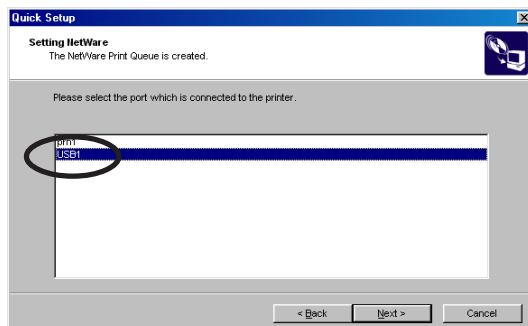 Quick Setup
Setting NetWare
The NetWare Print Queue is created.
Please select the port which is connected to the printer.
prn1
USB1
< Back
Next >
Cancel